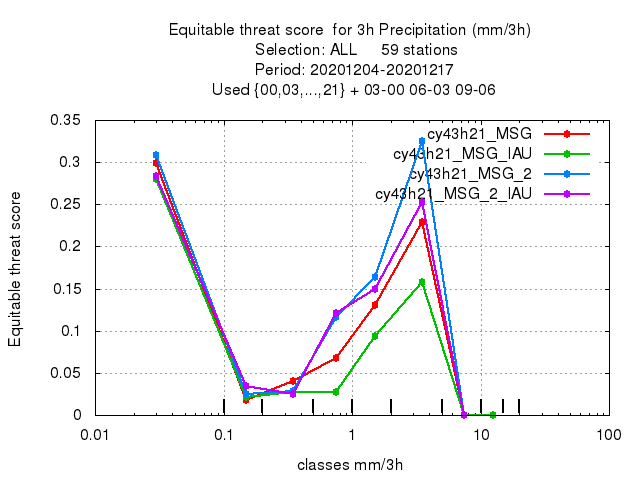 Equitable threat score  for 3h Precipitation (mm/3h)
Selection: ALL     59 stations
Period: 20201204-20201217
Used {00,03,...,21} + 03-00 06-03 09-06
cy43h21_MSG
cy43h21_MSG_IAU
cy43h21_MSG_2
cy43h21_MSG_2_IAU
Equitable threat score
0.35
0.3
0.25
0.2
0.15
0.1
0.05
0
0.01 0.1 1 10 100
classes mm/3h